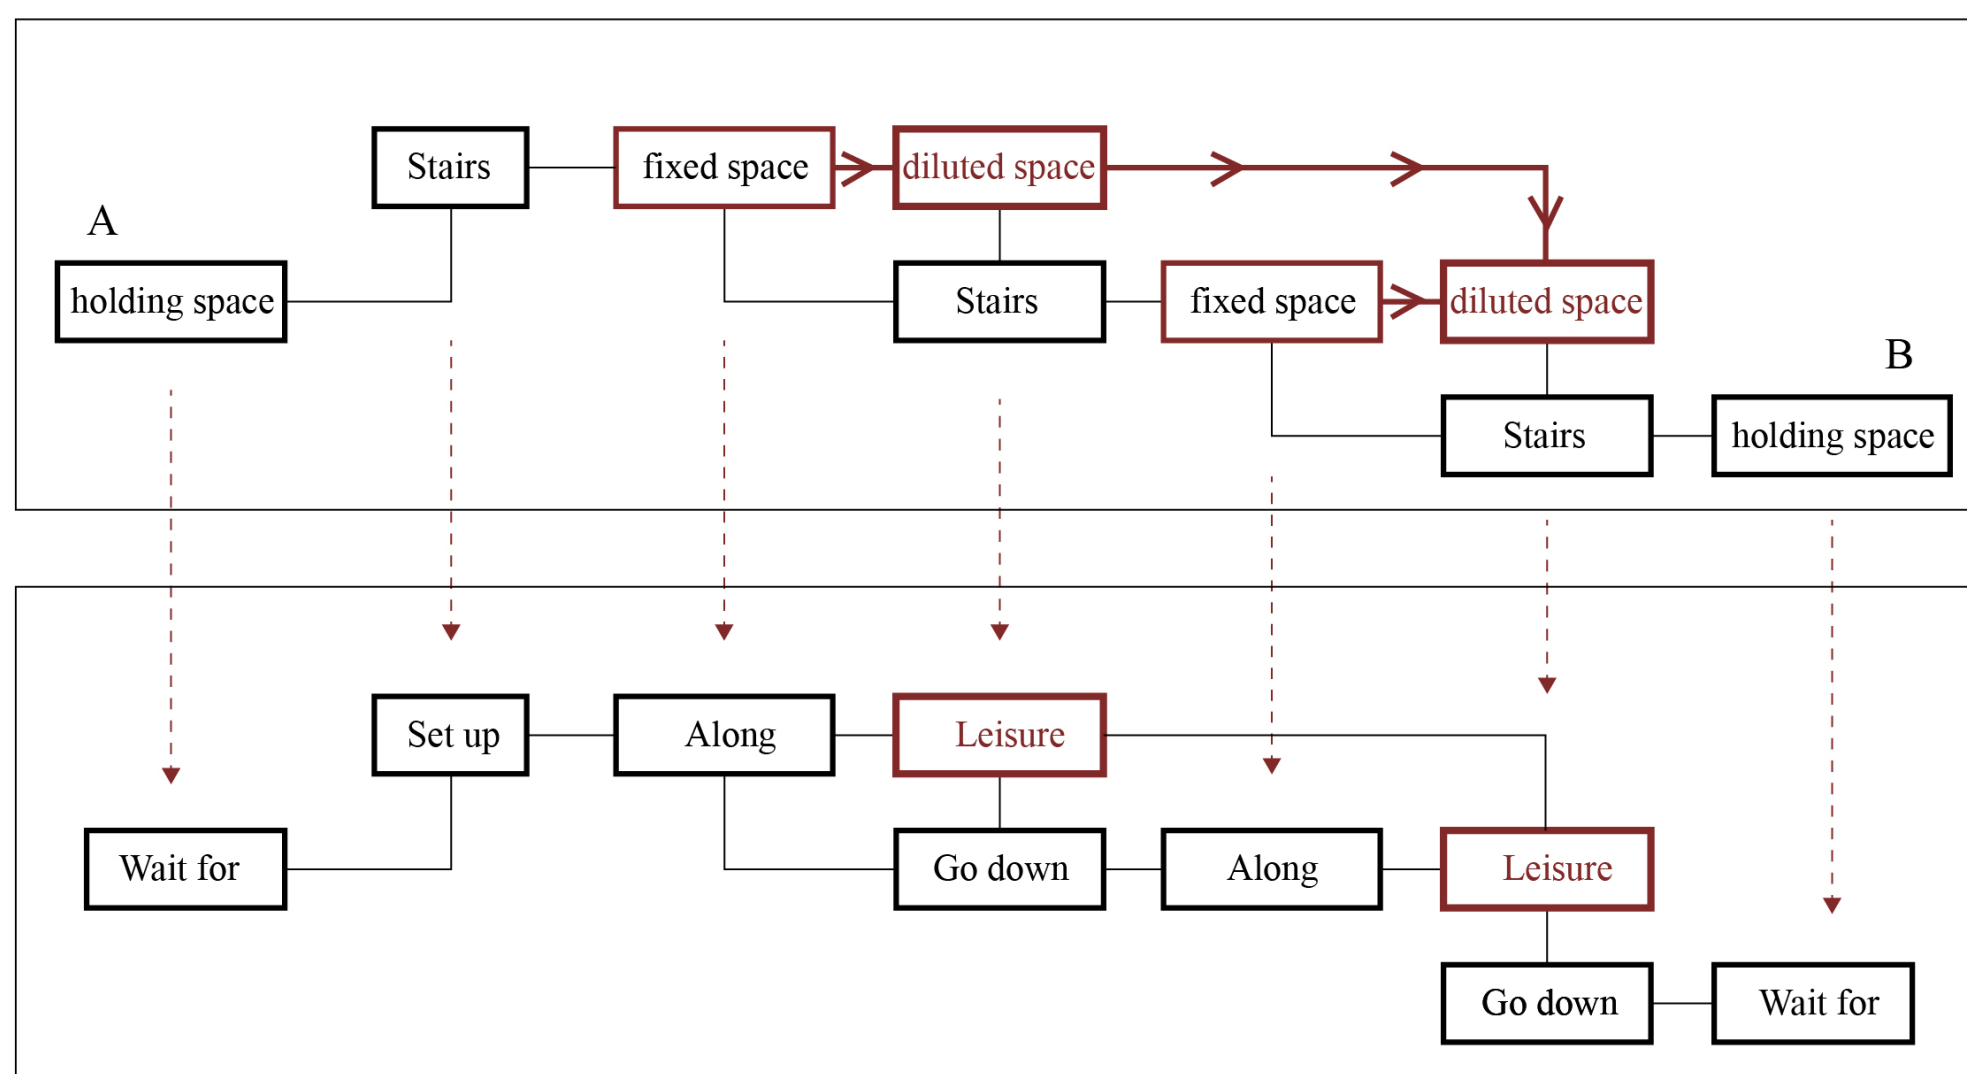 Stairs
fixed space
diluted space
A
holding space
Stairs
fixed space
diluted space
B
Stairs
holding space
Set up
Along
Leisure
Wait for
Go down
Along
Leisure
Go down
Wait for